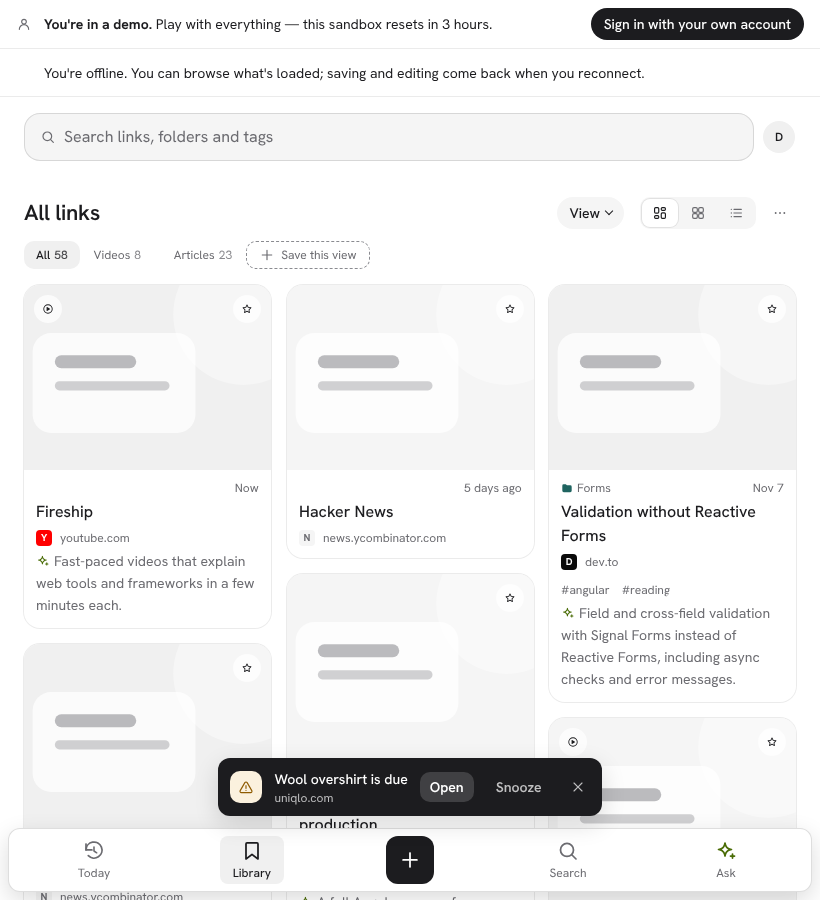 You're in a demo. Play with everything — this sandbox resets in 3 hours.
Sign in with your own account
You're offline. You can browse what's loaded; saving and editing come back when you reconnect.
Search links, folders and tags
D
All links
View
All 58
Videos 8
Articles 23
Save this view
Now
Fireship
Y youtube.com
Fast-paced videos that explain
web tools and frameworks in a few
minutes each.
5 days ago
Hacker News
N news.ycombinator.com
Forms
Nov 7
Validation without Reactive
Forms
D dev.to
#angular #reading
Field and cross-field validation
with Signal Forms instead of
Reactive Forms, including async
checks and error messages.
Wool overshirt is due
uniqlo.com
Open
Snooze
production
Today
Library
Search
Ask
N news.ycombinator.com